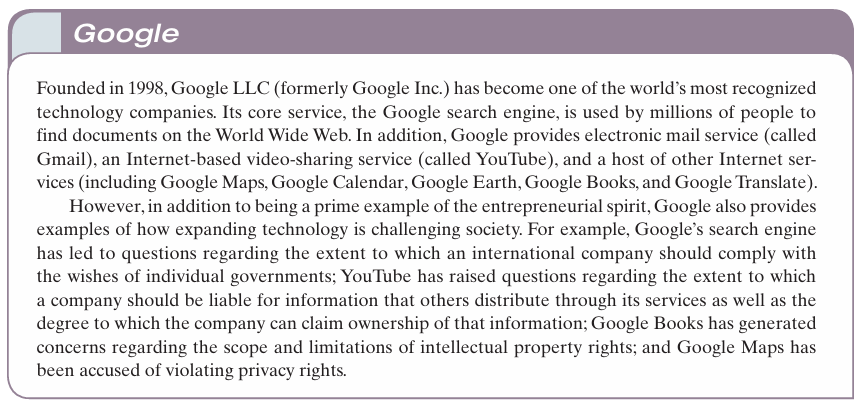 Google
Founded in 1998, Google LLC (formerly Google Inc.) has become one of the world's most recognized
technology companies. Its core service, the Google search engine, is used by millions of people to
find documents on the World Wide Web. In addition, Google provides electronic mail service (called
Gmail), an Internet-based video-sharing service (called YouTube), and a host of other Internet ser-
vices (including Google Maps, Google Calendar, Google Earth, Google Books, and Google Translate).
However, in addition to being a prime example of the entrepreneurial spirit, Google also provides
examples of how expanding technology is challenging society. For example, Google's search engine
has led to questions regarding the extent to which an international company should comply with
the wishes of individual governments; YouTube has raised questions regarding the extent to which
a company should be liable for information that others distribute through its services as well as the
degree to which the company can claim ownership of that information; Google Books has generated
concerns regarding the scope and limitations of intellectual property rights; and Google Maps has
been accused of violating privacy rights.